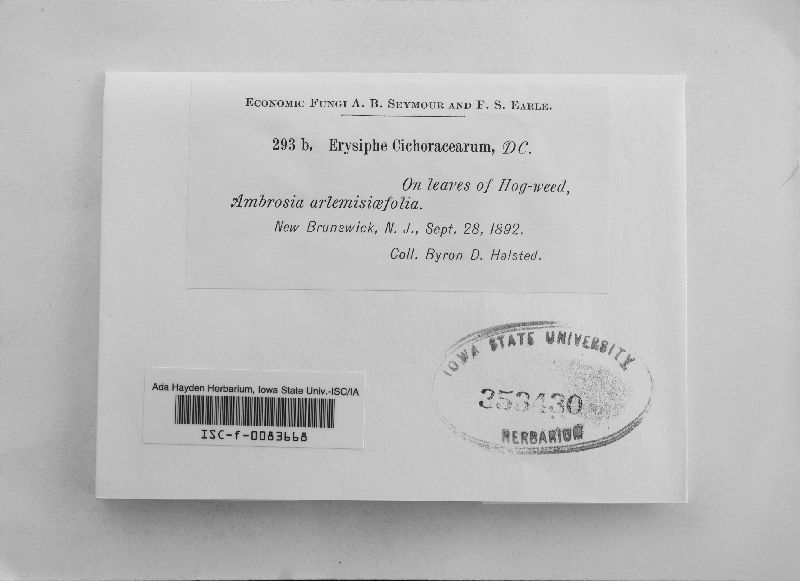 ECONOMIC FUNGI A. B. SEYMOUR AND F. S. EARLE.
293 b. Erysiphe Cichoracearum, DC.
On leaves of Hog-weed,
Ambrosia artemisiæfolia.
New Brunswick, N. J., Sept. 28, 1892.
Coll. Byron D. Halsted.
IOWA STATE UNIVERSITY
353430
HERBARIUM
Ada Hayden Herbarium, Iowa State Univ.-ISC/IA
ISC-f-0083668